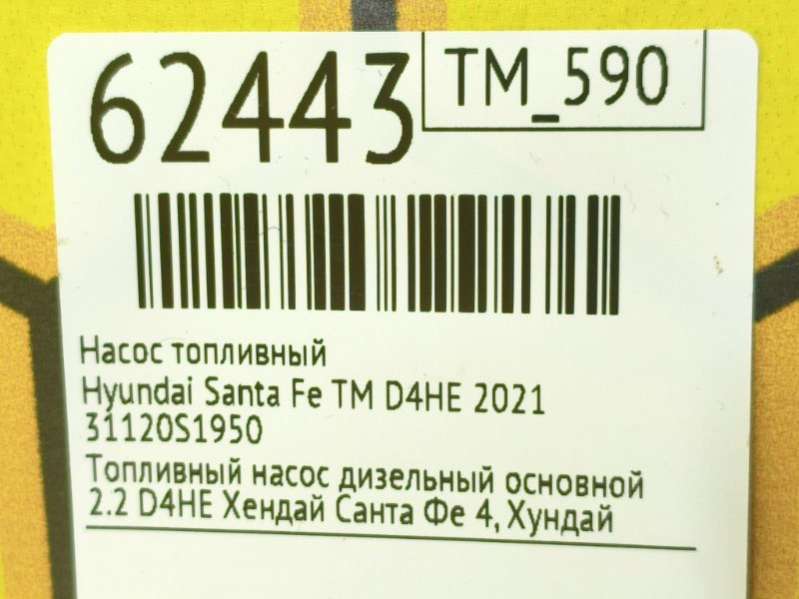 62443
TM_590
Насос топливный
Hyundai Santa Fe TM D4HE 2021
31120S1950
Топливный насос дизельный основной
2.2 D4HE Хендай Санта Фе 4, Хундай